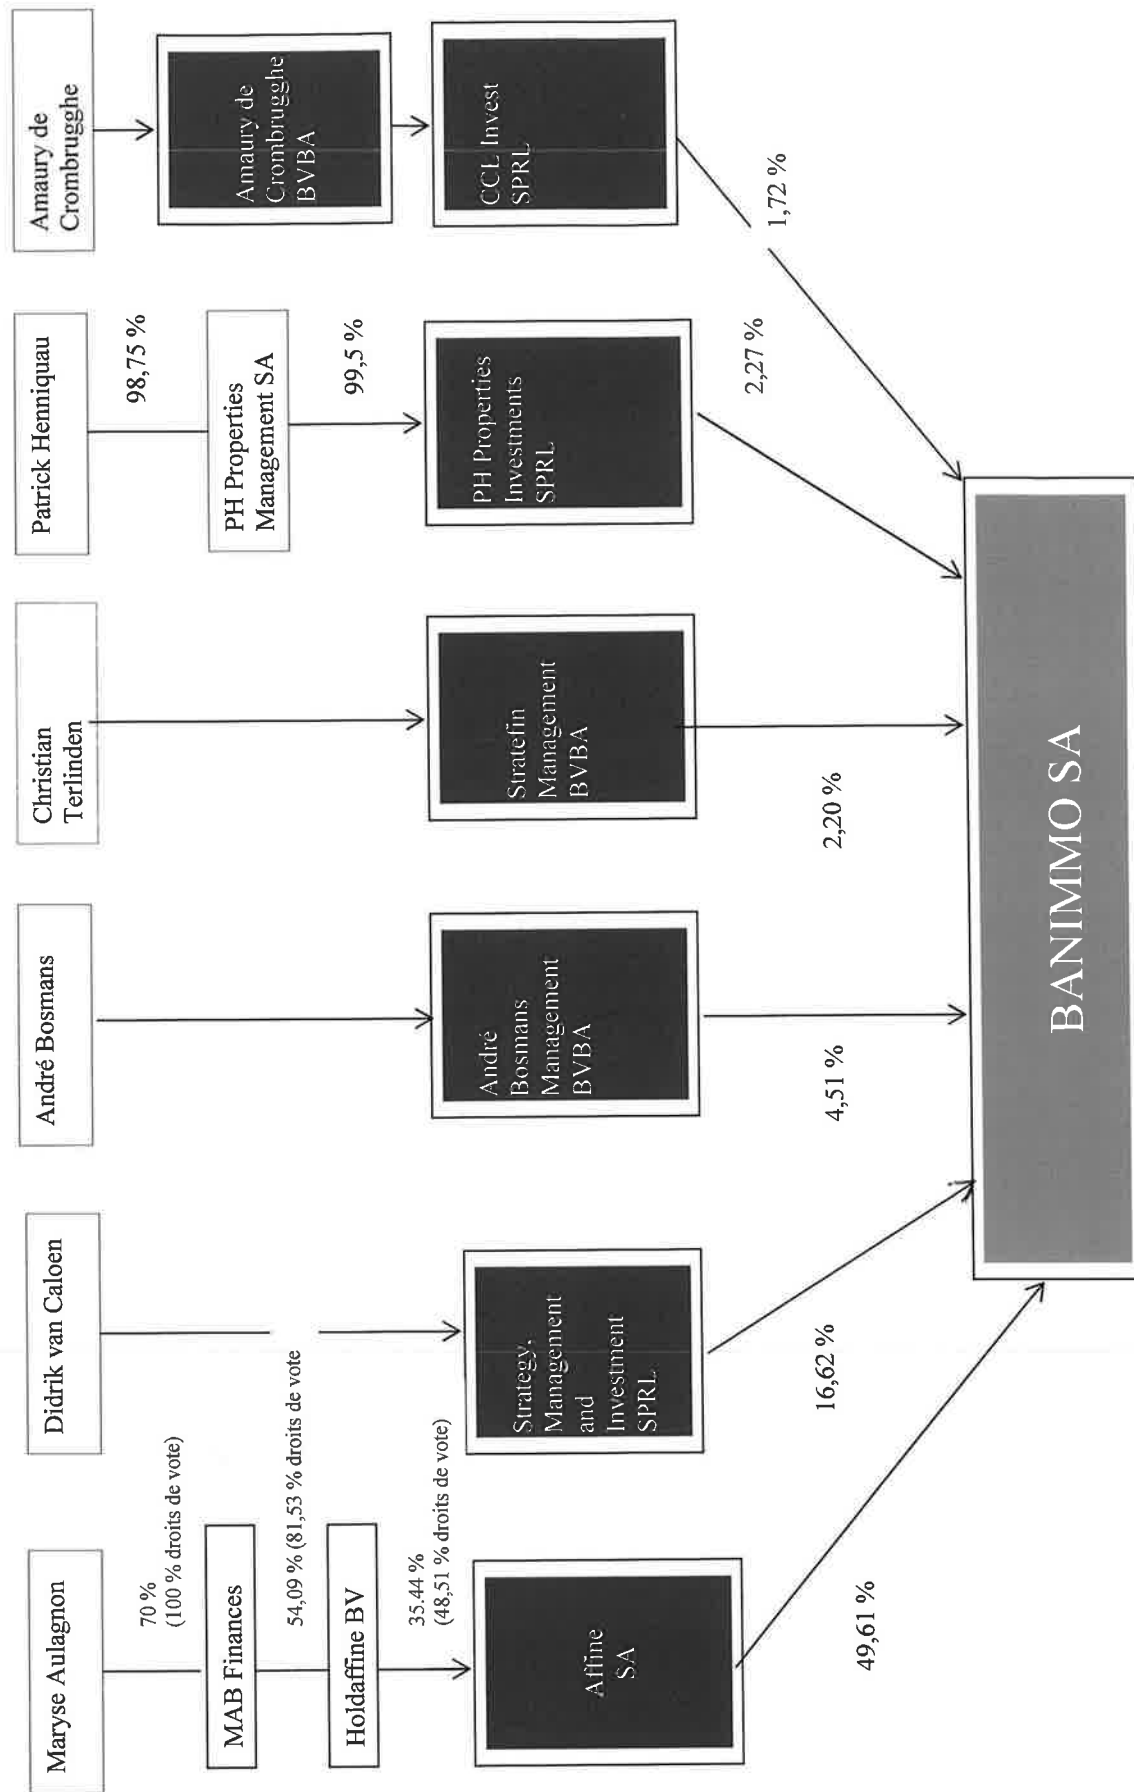 Maryse Aulagnon
70 %
(100 % droits de vote)
MAB Finances
54,09 % (81,53 % droits de vote
Holdaffine BV
35.44 %
(48,51 % droits de vote)
Affine
SA
49,61 %
Didrik van Caloen
Strategy,
Management
and
Investment
SPRL
16,62 %
André Bosmans
André
Bosmans
Management
BVBA
4,51 %
Christian
Terlinden
Stratefin
Management
BVBA
2,20 %
Patrick Henniquau
98,75 %
PH Properties
Management SA
99,5 %
PH Properties
Investments
SPRL
2,27 %
Amaury de
Crombrugghe
Amaury de
Crombrugghe
BVBA
CCL Invest
SPRL
1,72 %
BANIMMO SA